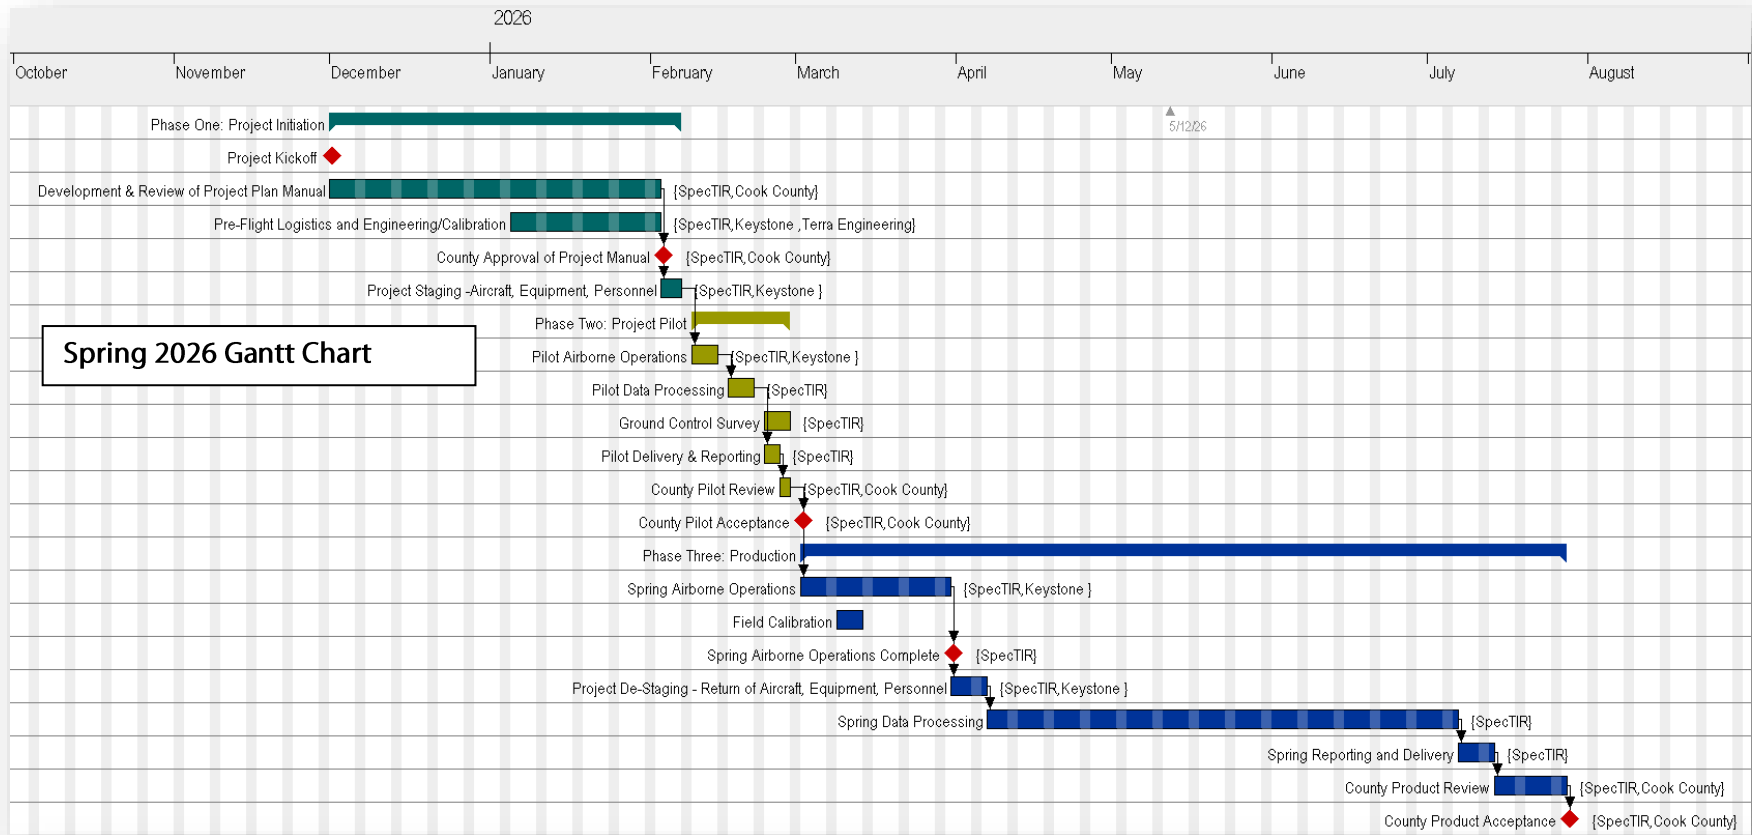 2026
October November December January February March April May June July August
Phase One: Project Initiation
5/12/26
Project Kickoff
Development & Review of Project Plan Manual {SpecTIR,Cook County}
Pre-Flight Logistics and Engineering/Calibration {SpecTIR,Keystone ,Terra Engineering}
County Approval of Project Manual {SpecTIR,Cook County}
Project Staging -Aircraft, Equipment, Personnel {SpecTIR,Keystone }
Phase Two: Project Pilot
Spring 2026 Gantt Chart
Pilot Airborne Operations {SpecTIR,Keystone }
Pilot Data Processing {SpecTIR}
Ground Control Survey {SpecTIR}
Pilot Delivery & Reporting {SpecTIR}
County Pilot Review {SpecTIR,Cook County}
County Pilot Acceptance {SpecTIR,Cook County}
Phase Three: Production
Spring Airborne Operations {SpecTIR,Keystone }
Field Calibration
Spring Airborne Operations Complete {SpecTIR}
Project De-Staging - Return of Aircraft, Equipment, Personnel {SpecTIR,Keystone }
Spring Data Processing {SpecTIR}
Spring Reporting and Delivery {SpecTIR}
County Product Review {SpecTIR,Cook County}
County Product Acceptance {SpecTIR,Cook County}